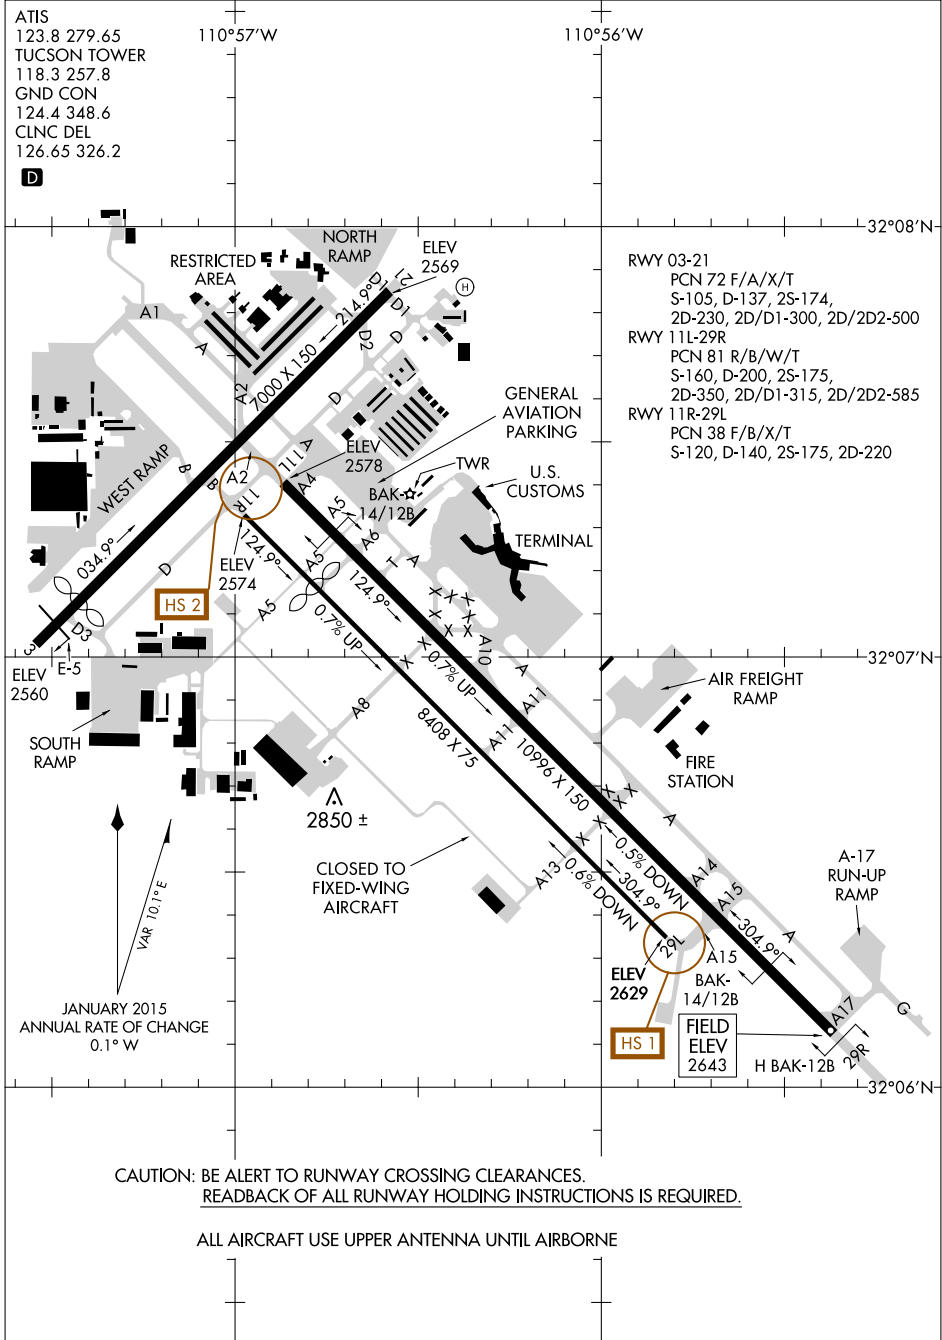 ATIS
123.8 279.65
TUCSON TOWER
118.3 257.8
GND CON
124.4 348.6
CLNC DEL
126.65 326.2
D
110°57'W
110°56'W
32°08'N
NORTH
RAMP
ELEV
2569
RESTRICTED
AREA
RWY 03-21
PCN 72 F/A/X/T
S-105, D-137, 2S-174,
2D-230, 2D/D1-300, 2D/2D2-500
RWY 11L-29R
PCN 81 R/B/W/T
S-160, D-200, 2S-175,
2D-350, 2D/D1-315, 2D/2D2-585
RWY 11R-29L
PCN 38 F/B/X/T
S-120, D-140, 2S-175, 2D-220
D1
21
D1
H
A1
A
214.9°
D2
D
7000 X 150
A2
D
GENERAL
AVIATION
PARKING
A
11L
ELEV
2578
TWR
U.S.
CUSTOMS
WEST RAMP
B
B
A2
11R
A4
BAK-
14/12B
A5
A6
TERMINAL
034.9°
D
ELEV
2574
124.9°
A5
A5
T
A
124.9°
HS 2
0.7% UP
D3
3
E-5
ELEV
2560
A10
A
0.7% UP
32°07'N
AIR FREIGHT
RAMP
A8
A11
A11
8408 X 75
SOUTH
RAMP
10996 X 150
FIRE
STATION
X
X
X
X
X
X
X
X
X
X
X
X
X
X
2850 ±
A
CLOSED TO
FIXED-WING
AIRCRAFT
A13
0.5% DOWN
0.6% DOWN
304.9°
A14
A15
A-17
RUN-UP
RAMP
VAR 10.1° E
304.9°
A
29L
A15
ELEV
2629
BAK-
14/12B
A17
G
JANUARY 2015
ANNUAL RATE OF CHANGE
0.1° W
HS 1
FIELD
ELEV
2643
H BAK-12B
29R
32°06'N
CAUTION: BE ALERT TO RUNWAY CROSSING CLEARANCES.
READBACK OF ALL RUNWAY HOLDING INSTRUCTIONS IS REQUIRED.
ALL AIRCRAFT USE UPPER ANTENNA UNTIL AIRBORNE